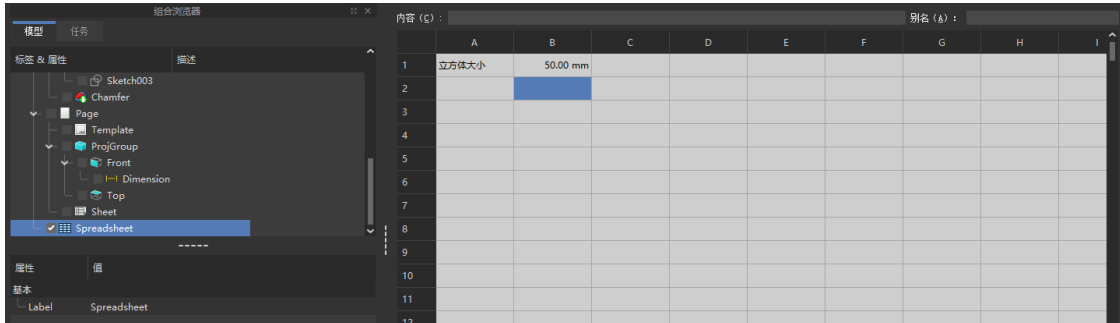 组合浏览器
模型 任务
标签 & 属性 描述
Sketch003
Chamfer
Page
Template
ProjGroup
Front
Dimension
Top
Sheet
Spreadsheet
属性 值
基本
Label Spreadsheet
内容(C): 别名(A):
A B C D E F G H I
1 立方体大小 50.00 mm
2
3
4
5
6
7
8
9
10
11
12